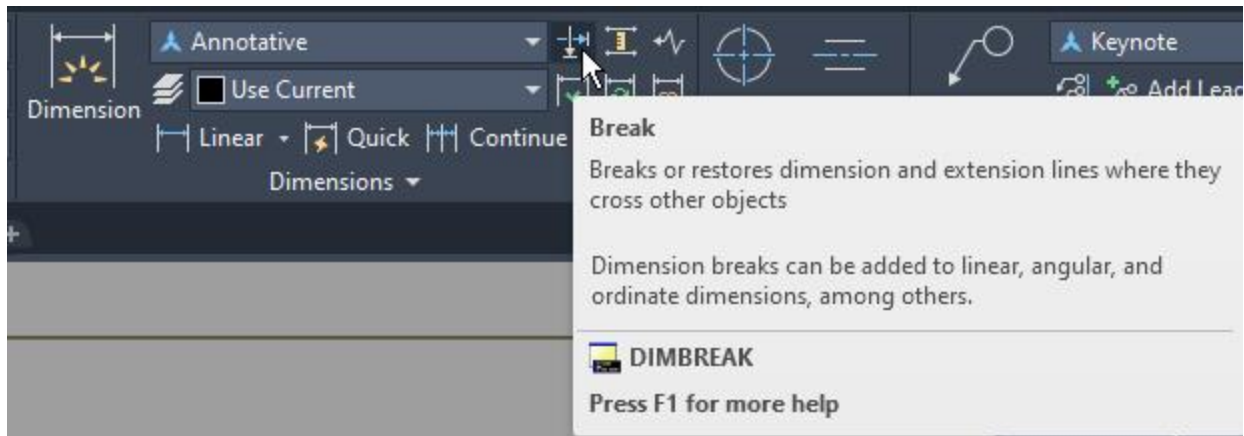 Annotative
Keynote
Use Current
Add Lead
Dimension
Linear
Quick
Continue
Dimensions
Break
Breaks or restores dimension and extension lines where they
cross other objects
Dimension breaks can be added to linear, angular, and
ordinate dimensions, among others.
DIMBREAK
Press F1 for more help